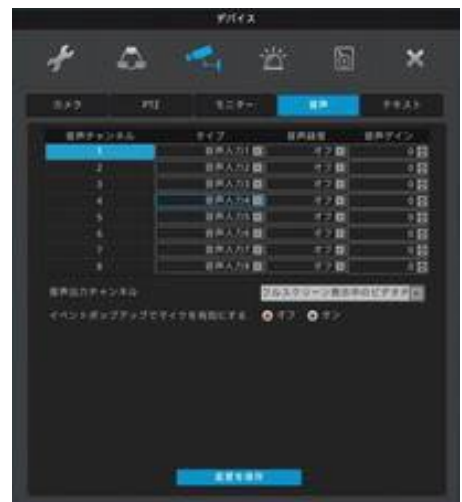 デバイス
カメラ PTZ モニター 音声 テキスト
音声チャンネル タイプ 音声録音 音声ゲイン
1 音声入力1 オフ 0
2 音声入力2 オフ 0
3 音声入力3 オフ 0
4 音声入力4 オフ 0
5 音声入力5 オフ 0
6 音声入力6 オフ 0
7 音声入力7 オフ 0
8 音声入力8 オフ 0
音声出力チャンネル フルスクリーン表示中のビデオチ
イベントポップアップでマイクを有効にする オフ オン
変更を保存